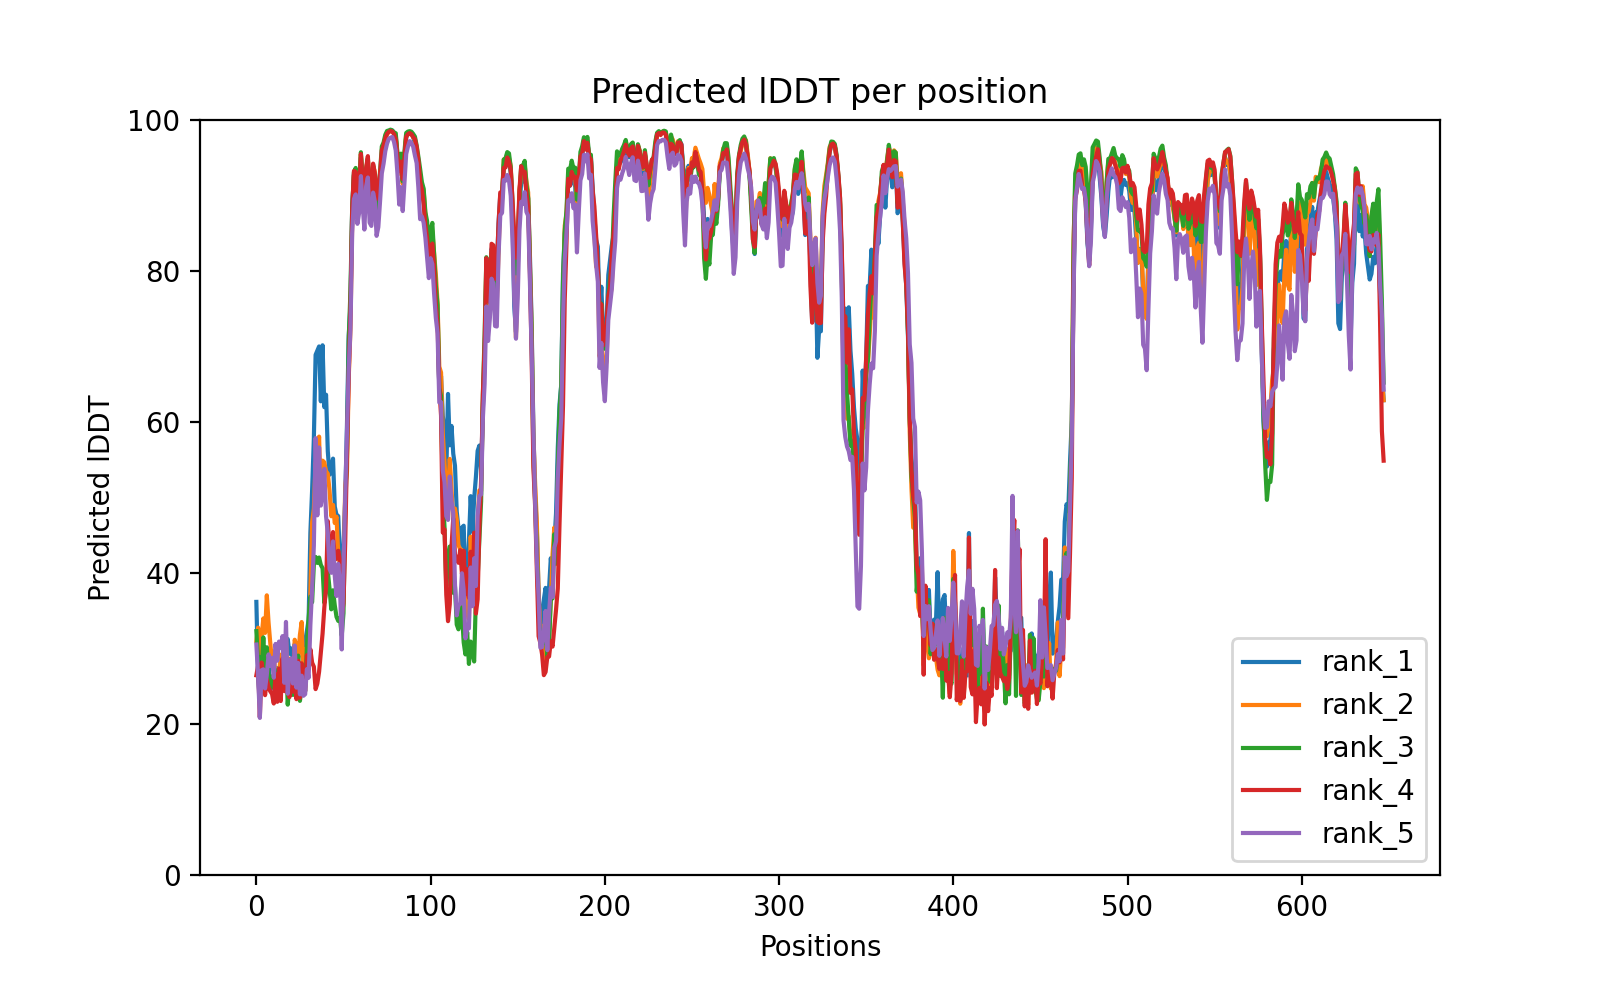 Predicted lDDT per position
100
80
60
40
20
0
Predicted lDDT
0 100 200 300 400 500 600
Positions
rank_1
rank_2
rank_3
rank_4
rank_5